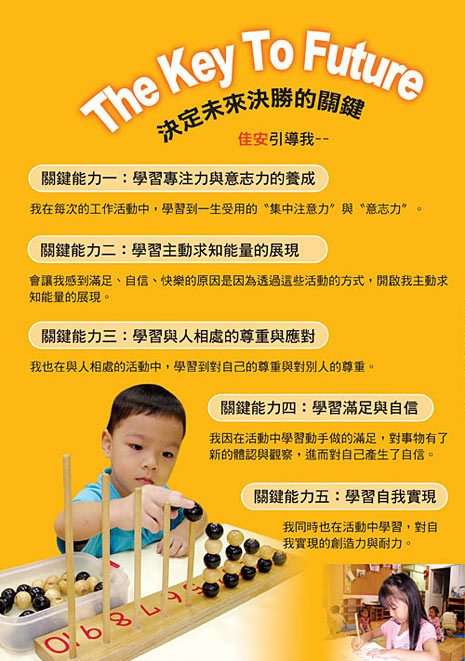 The Key To Future
決定未來決勝的關鍵
佳安引導我--
關鍵能力一：學習專注力與意志力的養成
我在每次的工作活動中，學習到一生受用的〝集中注意力〞與〝意志力〞。
關鍵能力二：學習主動求知能量的展現
會讓我感到滿足、自信、快樂的原因是因為透過這些活動的方式，開啟我主動求
知能量的展現。
關鍵能力三：學習與人相處的尊重與應對
我也在與人相處的活動中，學習到對自己的尊重與對別人的尊重。
關鍵能力四：學習滿足與自信
我因在活動中學習動手做的滿足，對事物有了
新的體認與觀察，進而對自己產生了自信。
關鍵能力五：學習自我實現
我同時也在活動中學習，對自
我實現的創造力與耐力。
10 9 8 7 6 5